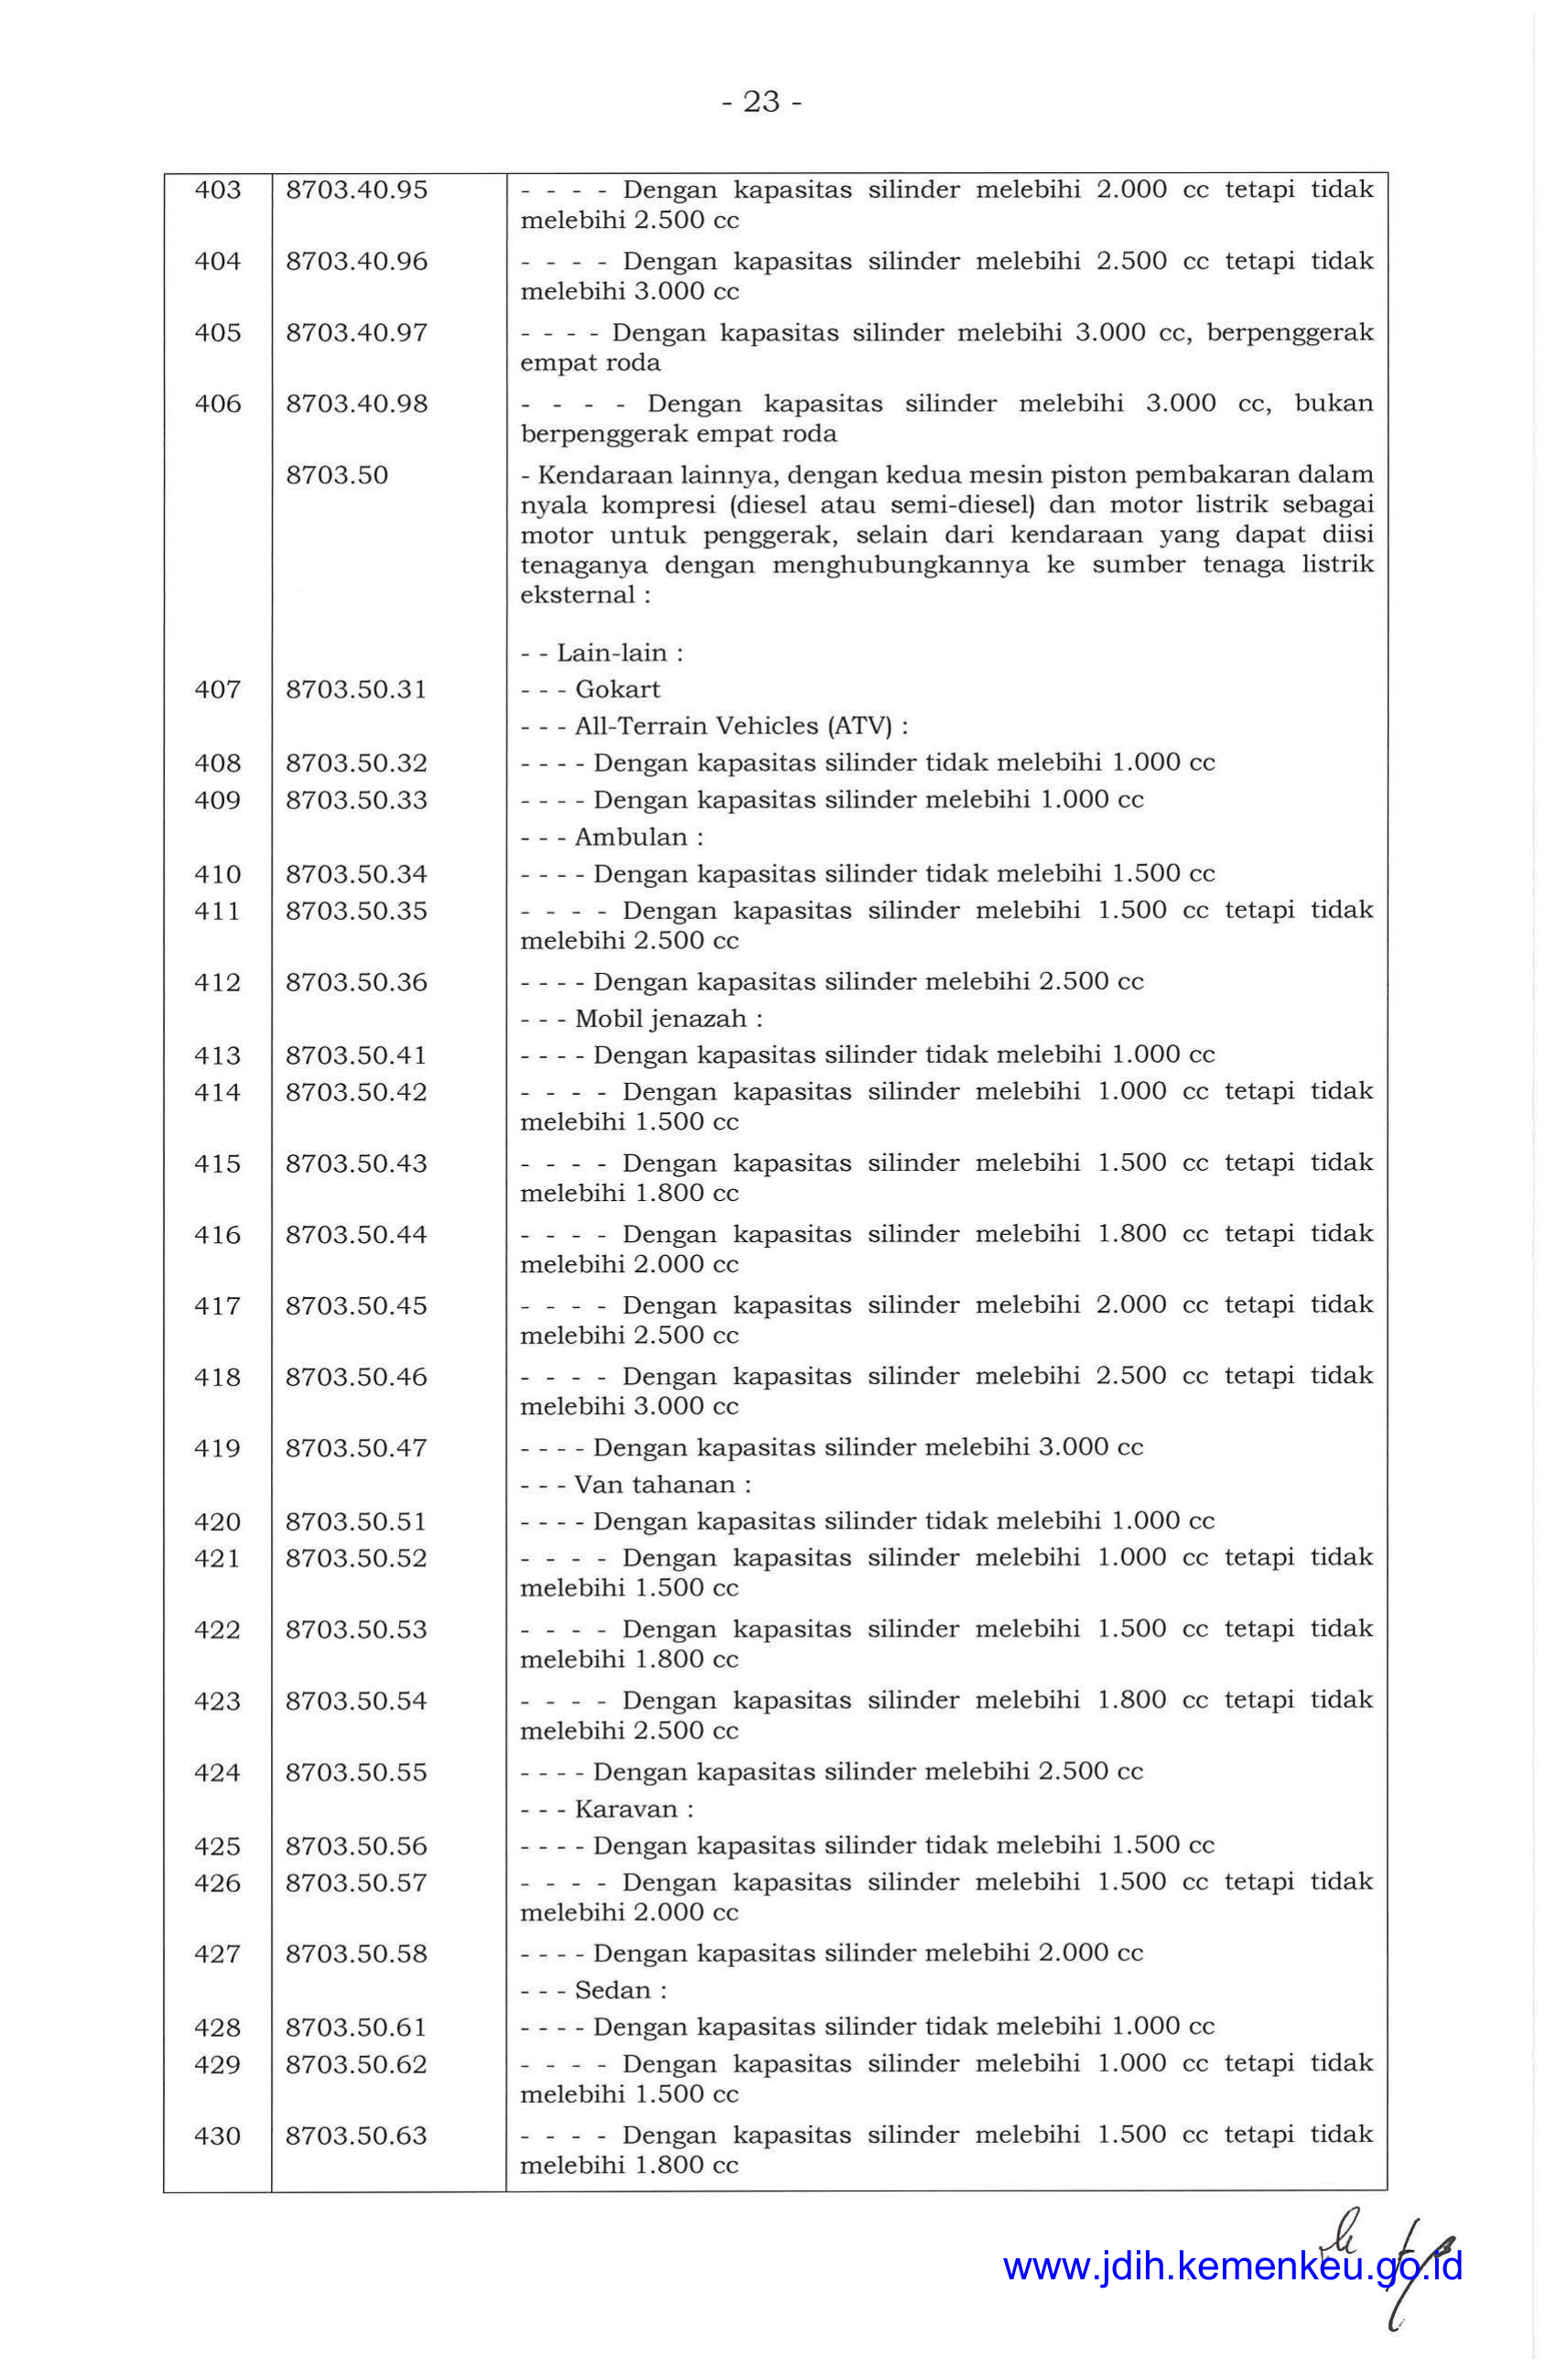 - 23 -
403 8703.40.95 - - - - Dengan kapasitas silinder melebihi 2.000 cc tetapi tidak
melebihi 2.500 cc
404 8703.40.96 - - - - Dengan kapasitas silinder melebihi 2.500 cc tetapi tidak
melebihi 3.000 cc
405 8703.40.97 - - - - Dengan kapasitas silinder melebihi 3.000 cc, berpenggerak
empat roda
406 8703.40.98 - - - - Dengan kapasitas silinder melebihi 3.000 cc, bukan
berpenggerak empat roda
8703.50 - Kendaraan lainnya, dengan kedua mesin piston pembakaran dalam
nyala kompresi (diesel atau semi-diesel) dan motor listrik sebagai
motor untuk penggerak, selain dari kendaraan yang dapat diisi
tenaganya dengan menghubungkannya ke sumber tenaga listrik
eksternal :
- - Lain-lain :
407 8703.50.31 - - - Gokart
- - - All-Terrain Vehicles (ATV) :
408 8703.50.32 - - - - Dengan kapasitas silinder tidak melebihi 1.000 cc
409 8703.50.33 - - - - Dengan kapasitas silinder melebihi 1.000 cc
- - - Ambulan :
410 8703.50.34 - - - - Dengan kapasitas silinder tidak melebihi 1.500 cc
411 8703.50.35 - - - - Dengan kapasitas silinder melebihi 1.500 cc tetapi tidak
melebihi 2.500 cc
412 8703.50.36 - - - - Dengan kapasitas silinder melebihi 2.500 cc
- - - Mobil jenazah :
413 8703.50.41 - - - - Dengan kapasitas silinder tidak melebihi 1.000 cc
414 8703.50.42 - - - - Dengan kapasitas silinder melebihi 1.000 cc tetapi tidak
melebihi 1.500 cc
415 8703.50.43 - - - - Dengan kapasitas silinder melebihi 1.500 cc tetapi tidak
melebihi 1.800 cc
416 8703.50.44 - - - - Dengan kapasitas silinder melebihi 1.800 cc tetapi tidak
melebihi 2.000 cc
417 8703.50.45 - - - - Dengan kapasitas silinder melebihi 2.000 cc tetapi tidak
melebihi 2.500 cc
418 8703.50.46 - - - - Dengan kapasitas silinder melebihi 2.500 cc tetapi tidak
melebihi 3.000 cc
419 8703.50.47 - - - - Dengan kapasitas silinder melebihi 3.000 cc
- - - Van tahanan :
420 8703.50.51 - - - - Dengan kapasitas silinder tidak melebihi 1.000 cc
421 8703.50.52 - - - - Dengan kapasitas silinder melebihi 1.000 cc tetapi tidak
melebihi 1.500 cc
422 8703.50.53 - - - - Dengan kapasitas silinder melebihi 1.500 cc tetapi tidak
melebihi 1.800 cc
423 8703.50.54 - - - - Dengan kapasitas silinder melebihi 1.800 cc tetapi tidak
melebihi 2.500 cc
424 8703.50.55 - - - - Dengan kapasitas silinder melebihi 2.500 cc
- - - Karavan :
425 8703.50.56 - - - - Dengan kapasitas silinder tidak melebihi 1.500 cc
426 8703.50.57 - - - - Dengan kapasitas silinder melebihi 1.500 cc tetapi tidak
melebihi 2.000 cc
427 8703.50.58 - - - - Dengan kapasitas silinder melebihi 2.000 cc
- - - Sedan :
428 8703.50.61 - - - - Dengan kapasitas silinder tidak melebihi 1.000 cc
429 8703.50.62 - - - - Dengan kapasitas silinder melebihi 1.000 cc tetapi tidak
melebihi 1.500 cc
430 8703.50.63 - - - - Dengan kapasitas silinder melebihi 1.500 cc tetapi tidak
melebihi 1.800 cc
www.jdih.kemenkeu.go.id